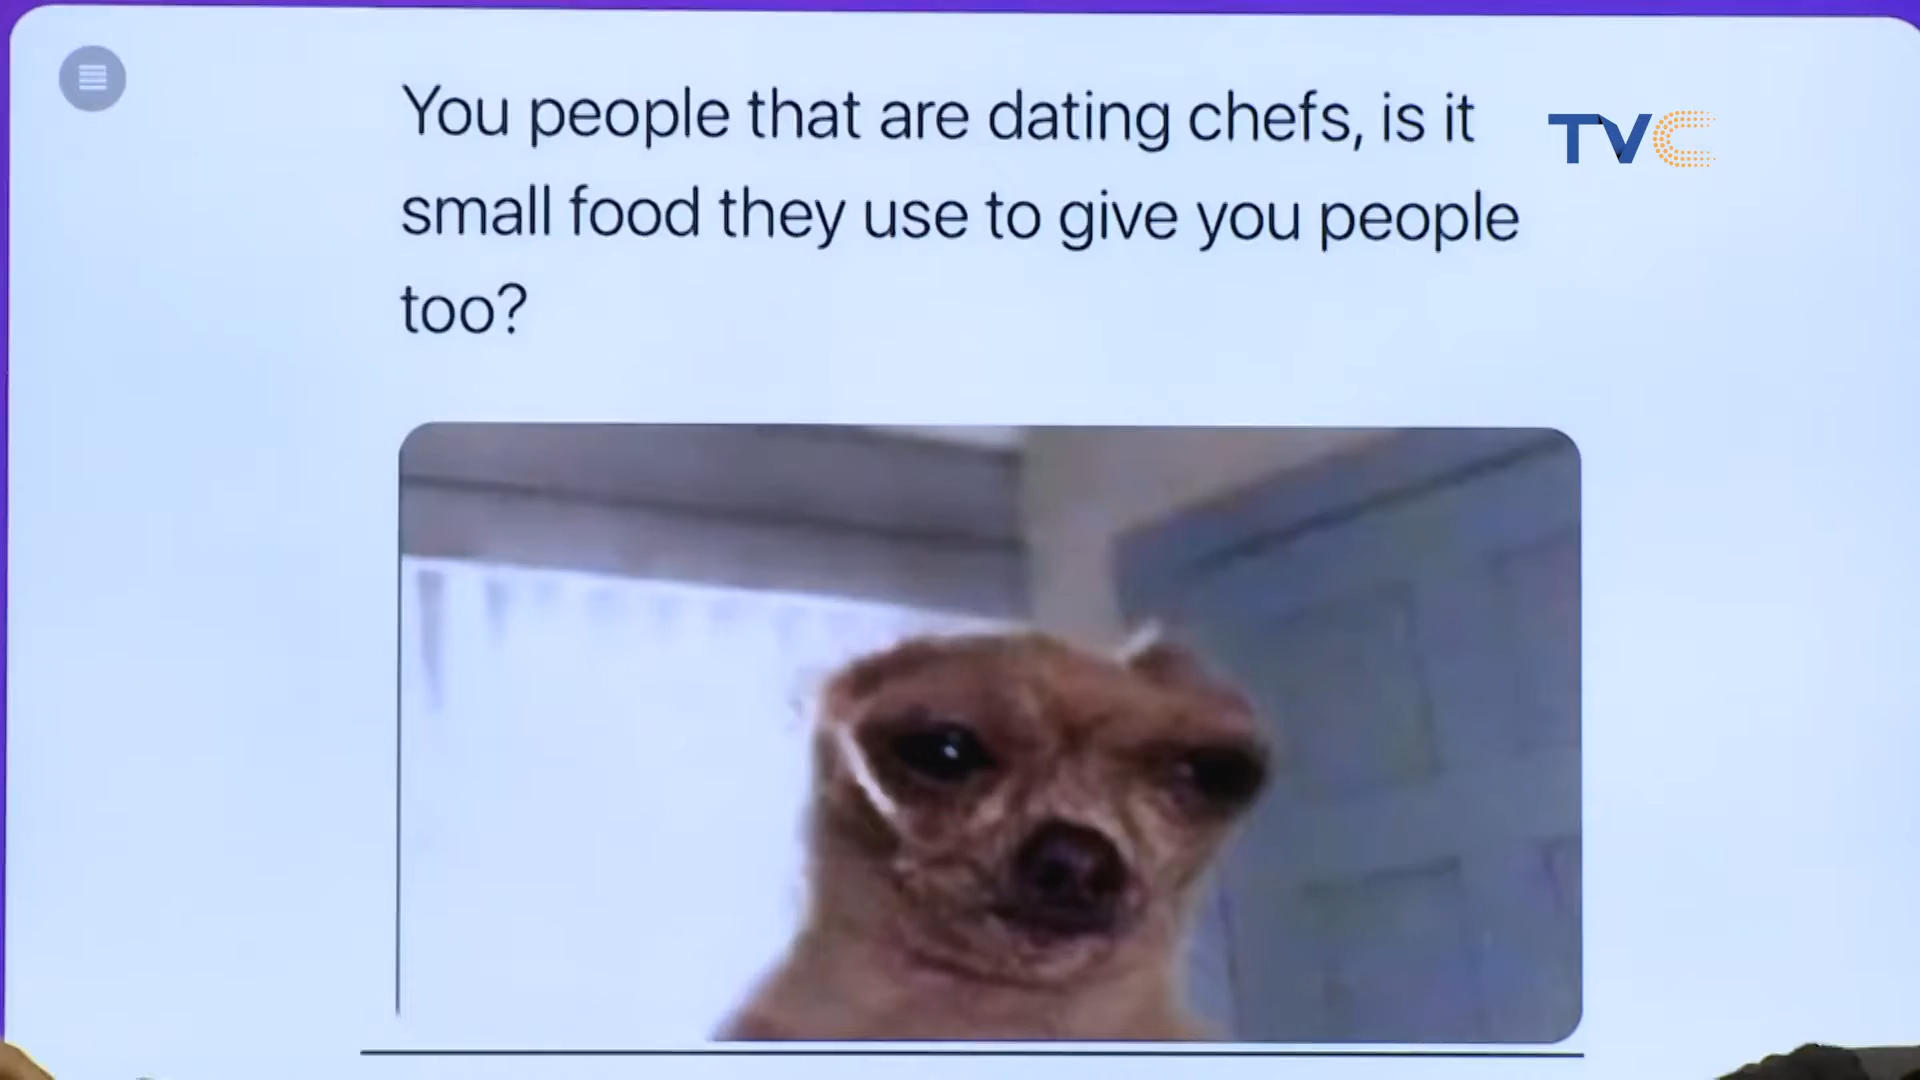 You people that are dating chefs, is it
TVC
small food they use to give you people
too?